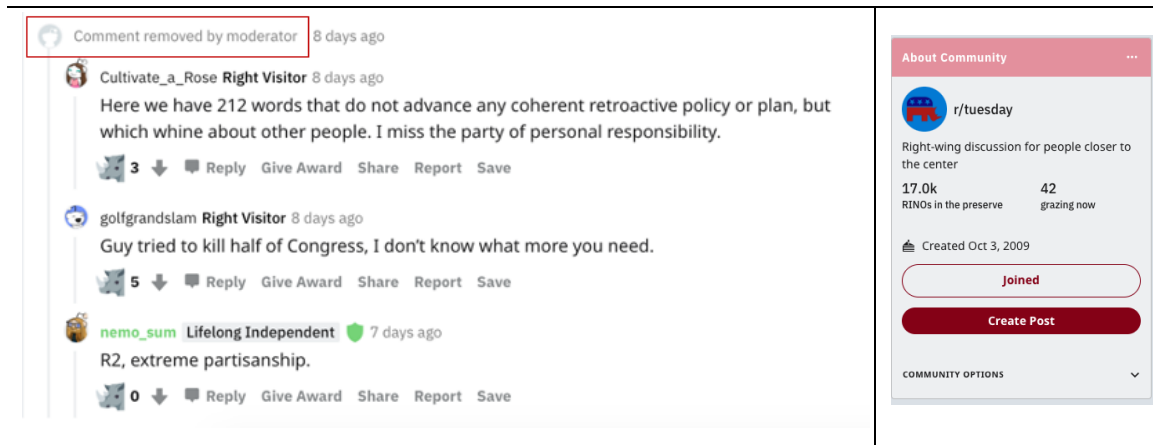 Comment removed by moderator 8 days ago
Cultivate_a_Rose Right Visitor 8 days ago
Here we have 212 words that do not advance any coherent retroactive policy or plan, but
which whine about other people. I miss the party of personal responsibility.
3 Reply Give Award Share Report Save
golfgrandslam Right Visitor 8 days ago
Guy tried to kill half of Congress, I don't know what more you need.
5 Reply Give Award Share Report Save
nemo_sum Lifelong Independent 7 days ago
R2, extreme partisanship.
0 Reply Give Award Share Report Save
About Community ...
r/tuesday
Right-wing discussion for people closer to
the center
17.0k 42
RINOs in the preserve grazing now
Created Oct 3, 2009
Joined
Create Post
COMMUNITY OPTIONS